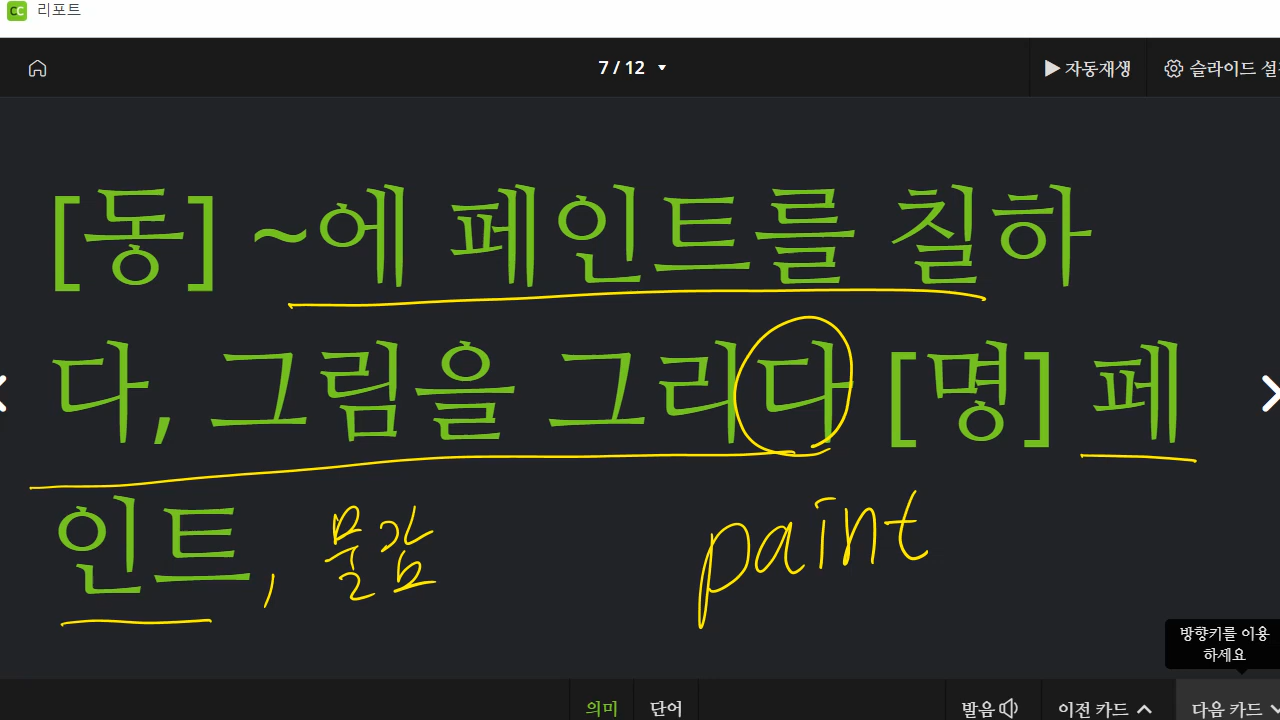 리포트
7 / 12
자동재생
슬라이드 설
[동] ~에 페인트를 칠하
다, 그림을 그리다 [명] 페
인트, 물감
paint
방향키를 이용
하세요
의미 단어 발음 이전 카드 다음 카드